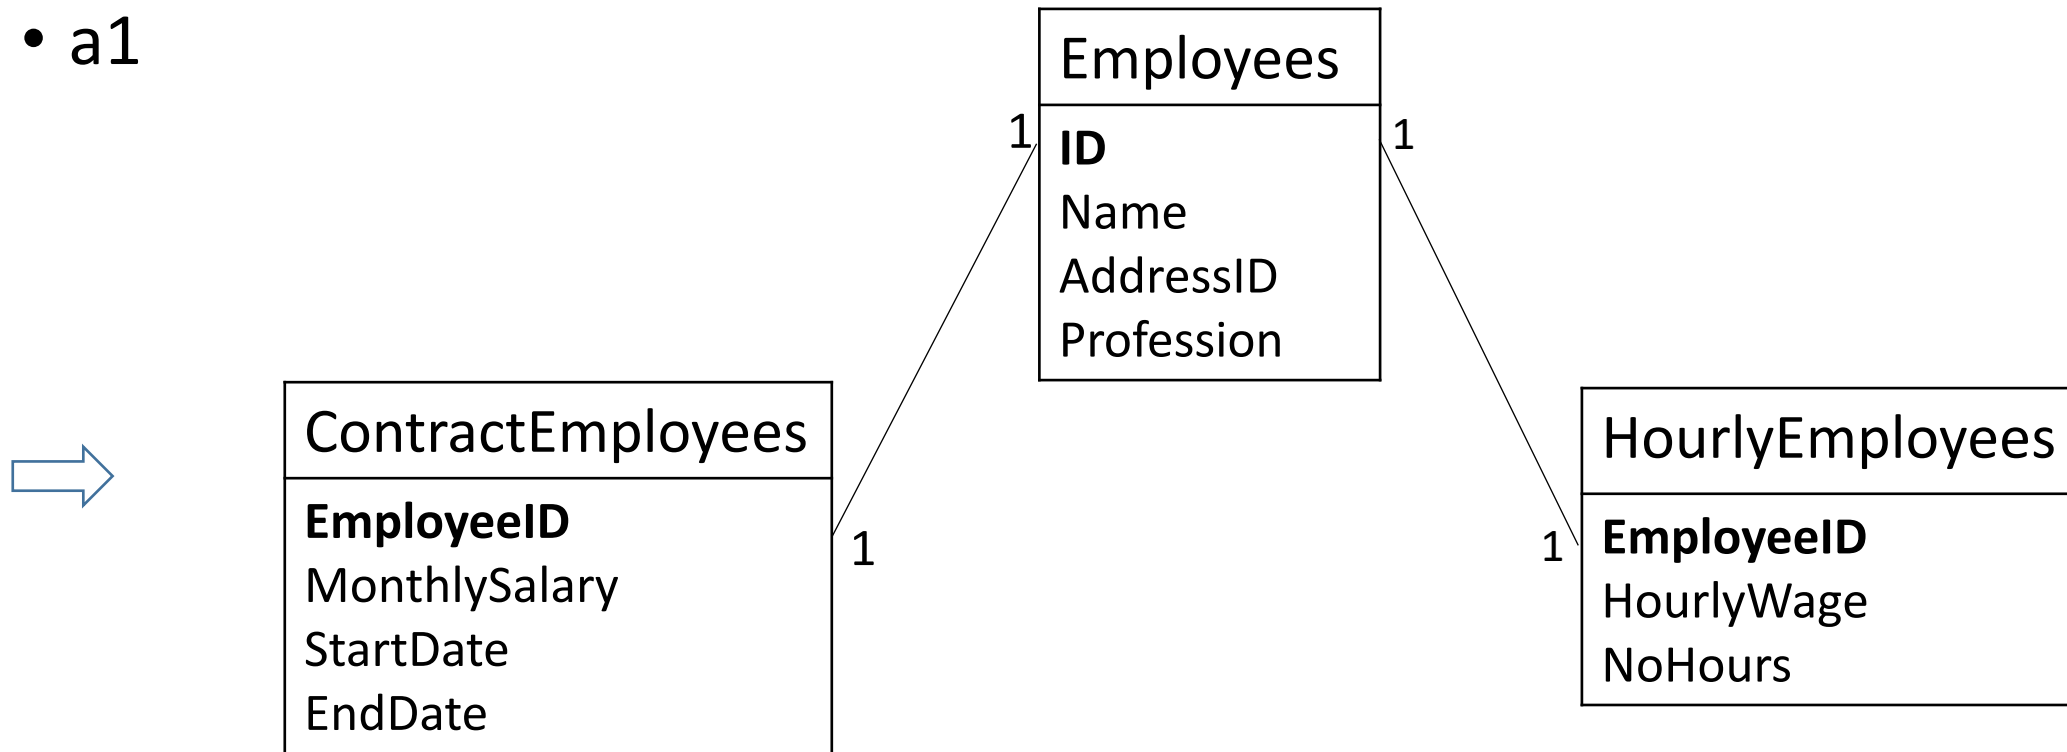 • a1
Employees
1
1
ID
Name
AddressID
Profession
ContractEmployees
EmployeeID
MonthlySalary
StartDate
EndDate
1
HourlyEmployees
1
EmployeeID
HourlyWage
NoHours